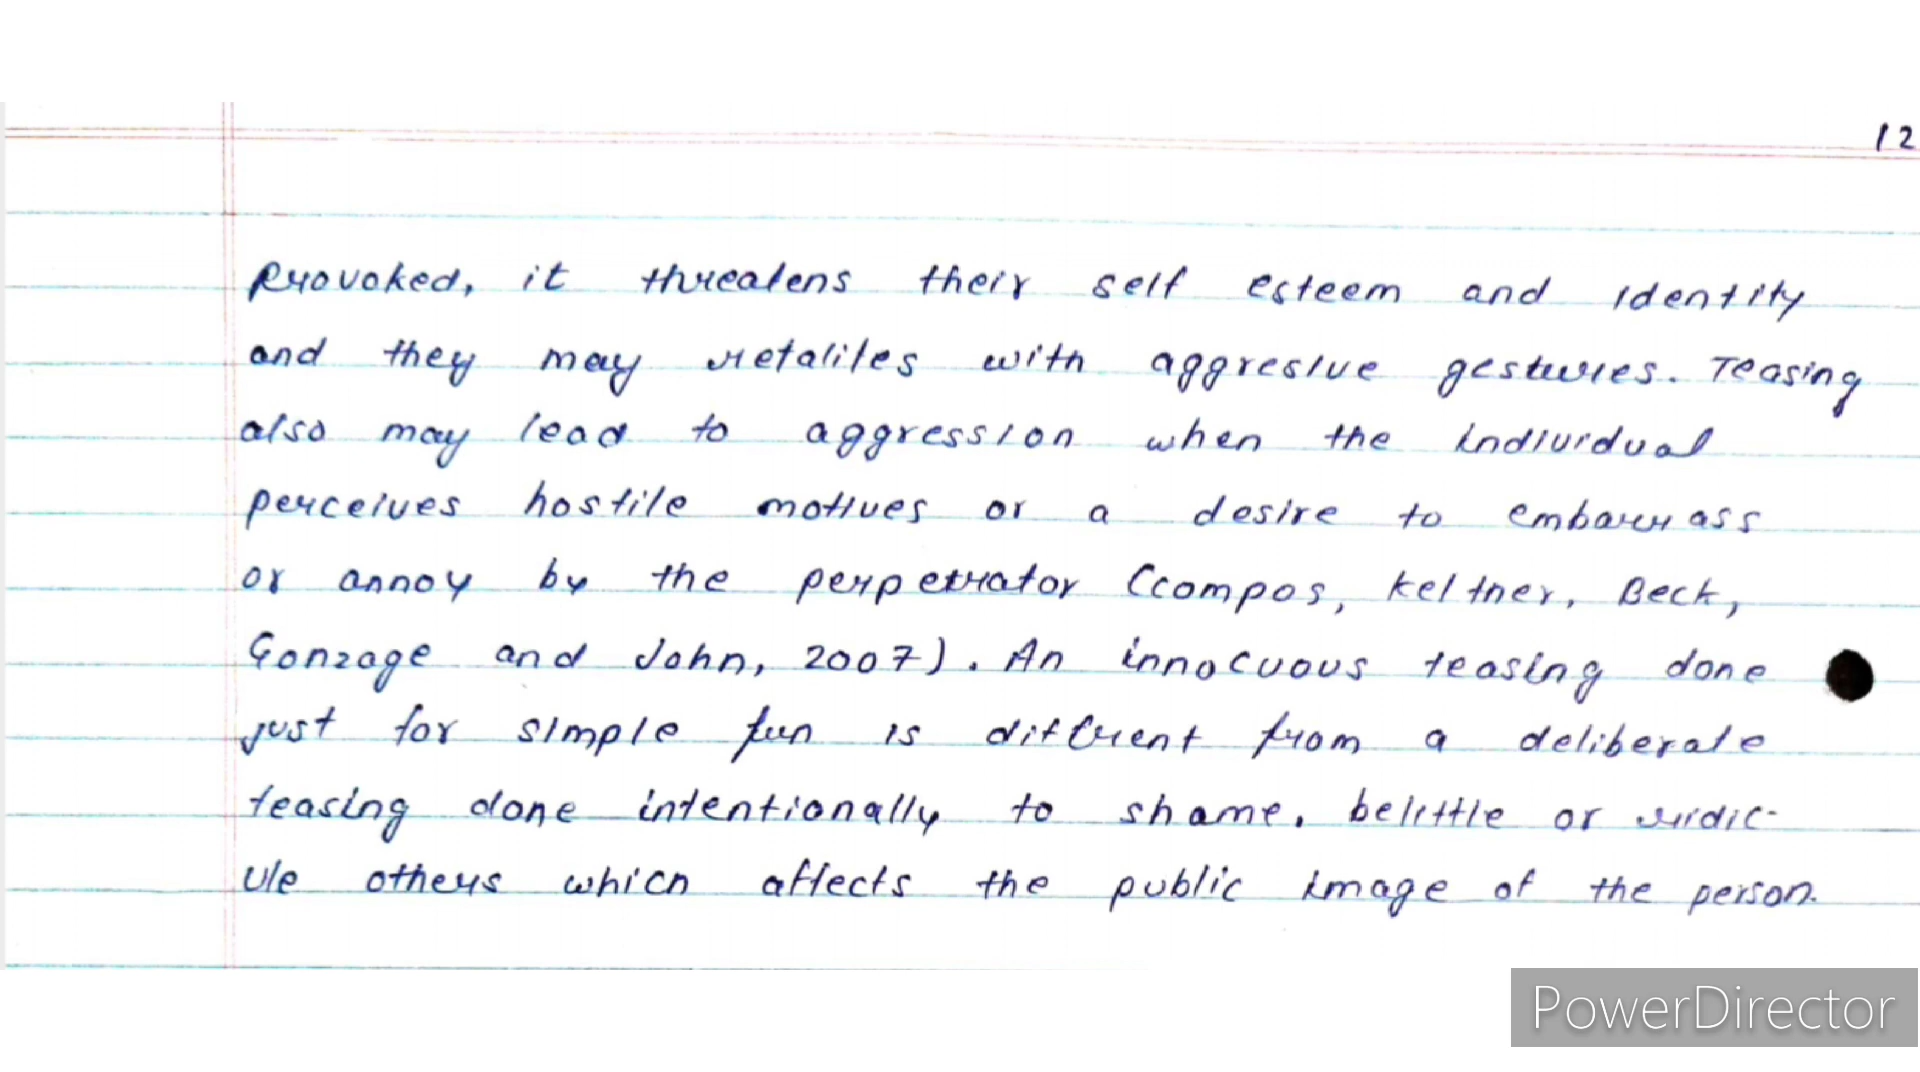 12
Provoked, it threatens their self esteem and identity
and they may retaliles with aggresive gestures. Teasing
also may lead to aggression when the individual
perceives hostile motives or a desire to embarrass
or annoy by the perpetrator (Compos, Keltner, Beck,
Gonzage and John, 2007). An innocuous teasing done
just for simple fun is diffrent from a deliberate
teasing done intentionally to shame, belittle or ridic-
ule others which affects the public image of the person.
PowerDirector